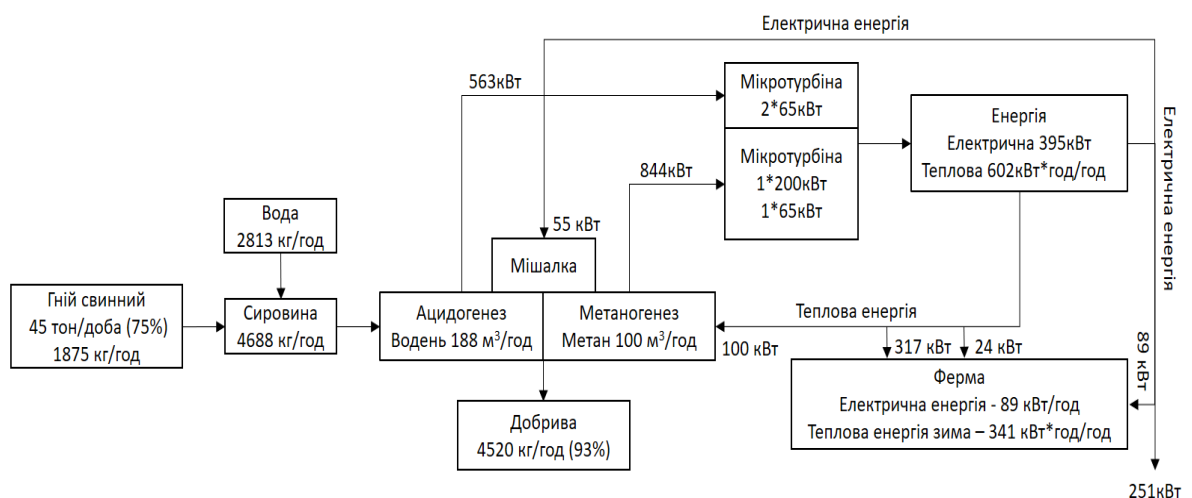 Електрична енергія
563кВт
Мікротурбіна
2*65кВт
Мікротурбіна
1*200кВт
1*65кВт
844кВт
Енергія
Електрична 395кВт
Теплова 602кВт*год/год
Електрична енергія
Вода
2813 кг/год
55 кВт
Мішалка
Гній свинний
45 тон/доба (75%)
1875 кг/год
Сировина
4688 кг/год
Ацидогенез
Водень 188 м³/год
Метаногенез
Метан 100 м³/год
Теплова енергія
100 кВт
317 кВт
24 кВт
89 кВт
Ферма
Електрична енергія - 89 кВт/год
Теплова енергія зима – 341 кВт*год/год
Добрива
4520 кг/год (93%)
251кВт